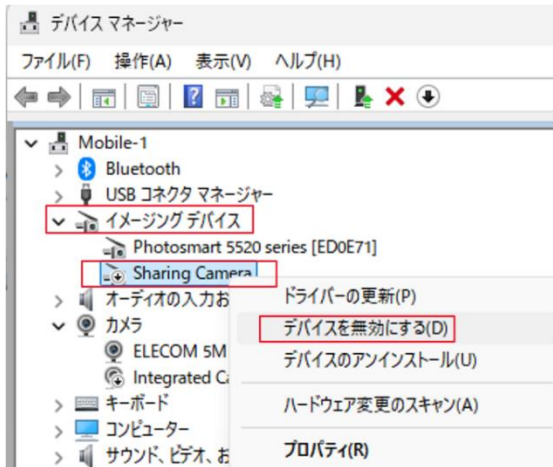 デバイス マネージャー
ファイル(F) 操作(A) 表示(V) ヘルプ(H)
Mobile-1
Bluetooth
USB コネクタ マネージャー
イメージング デバイス
Photosmart 5520 series [ED0E71]
Sharing Camera
オーディオの入力お
カメラ
ELECOM 5M
Integrated Ca
キーボード
コンピューター
サウンド、ビデオ、お
ドライバーの更新(P)
デバイスを無効にする(D)
デバイスのアンインストール(U)
ハードウェア変更のスキャン(A)
プロパティ(R)